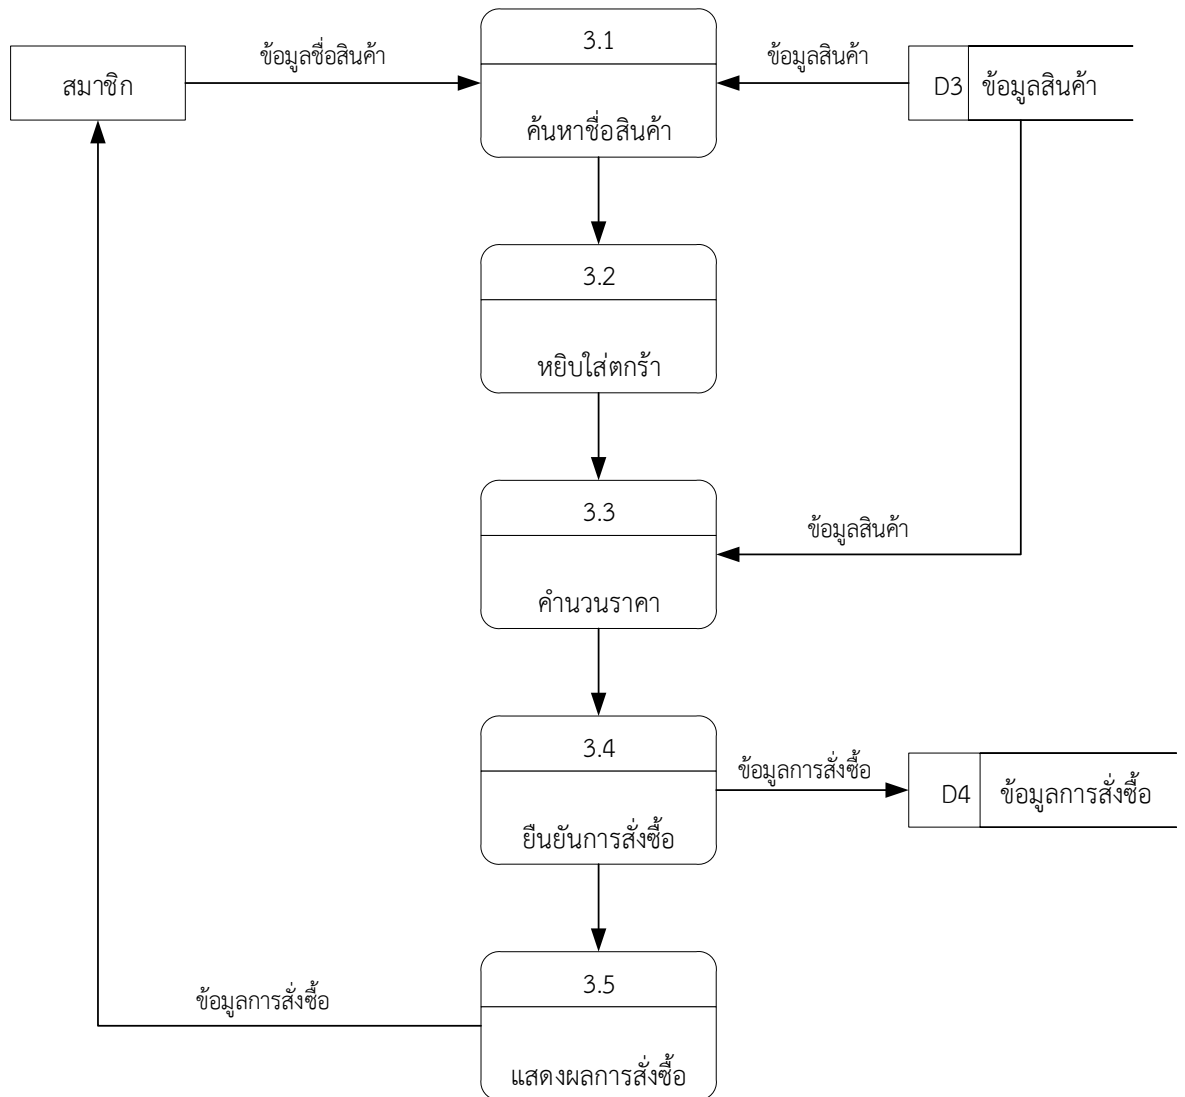 3.1
สมาชิก
ข้อมูลชื่อสินค้า
ข้อมูลสินค้า
D3 ข้อมูลสินค้า
ค้นหาชื่อสินค้า
3.2
หยิบใส่ตกร้า
3.3
ข้อมูลสินค้า
คำนวนราคา
3.4
ข้อมูลการสั่งซื้อ
D4 ข้อมูลการสั่งซื้อ
ยืนยันการสั่งซื้อ
3.5
ข้อมูลการสั่งซื้อ
แสดงผลการสั่งซื้อ